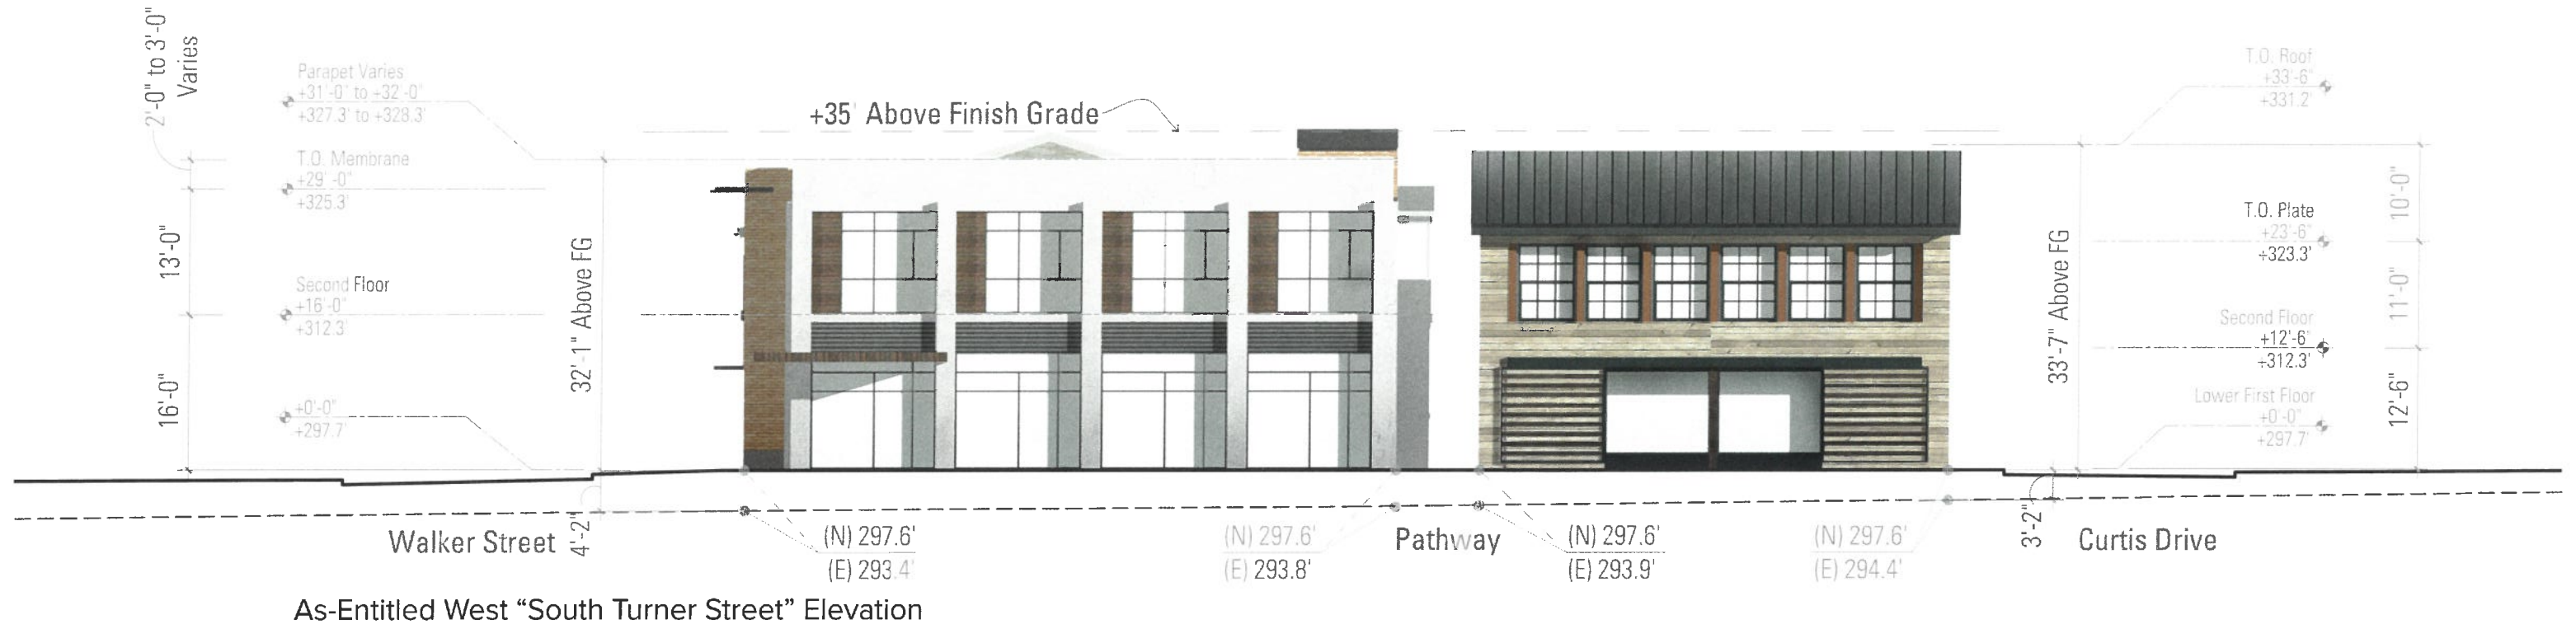 2'-0" to 3'-0"
Varies
Parapet Varies
+31'-0" to +32'-0"
+327.3' to +328.3'
T.O. Membrane
+29'-0"
+325.3'
13'-0"
Second Floor
+16'-0"
+312.3'
16'-0"
+0'-0"
+297.7'
32'-1" Above FG
+35' Above Finish Grade
T.O. Roof
+33'-6"
+331.2'
T.O. Plate
+23'-6"
+323.3'
Second Floor
+12'-6"
+312.3'
Lower First Floor
+0'-0"
+297.7'
33'-7" Above FG
10'-0"
11'-0"
12'-6"
Walker Street
4'-2"
(N) 297.6'
(E) 293.4'
(N) 297.6'
(E) 293.8'
Pathway
(N) 297.6'
(E) 293.9'
(N) 297.6'
(E) 294.4'
3'-2"
Curtis Drive
As-Entitled West “South Turner Street” Elevation